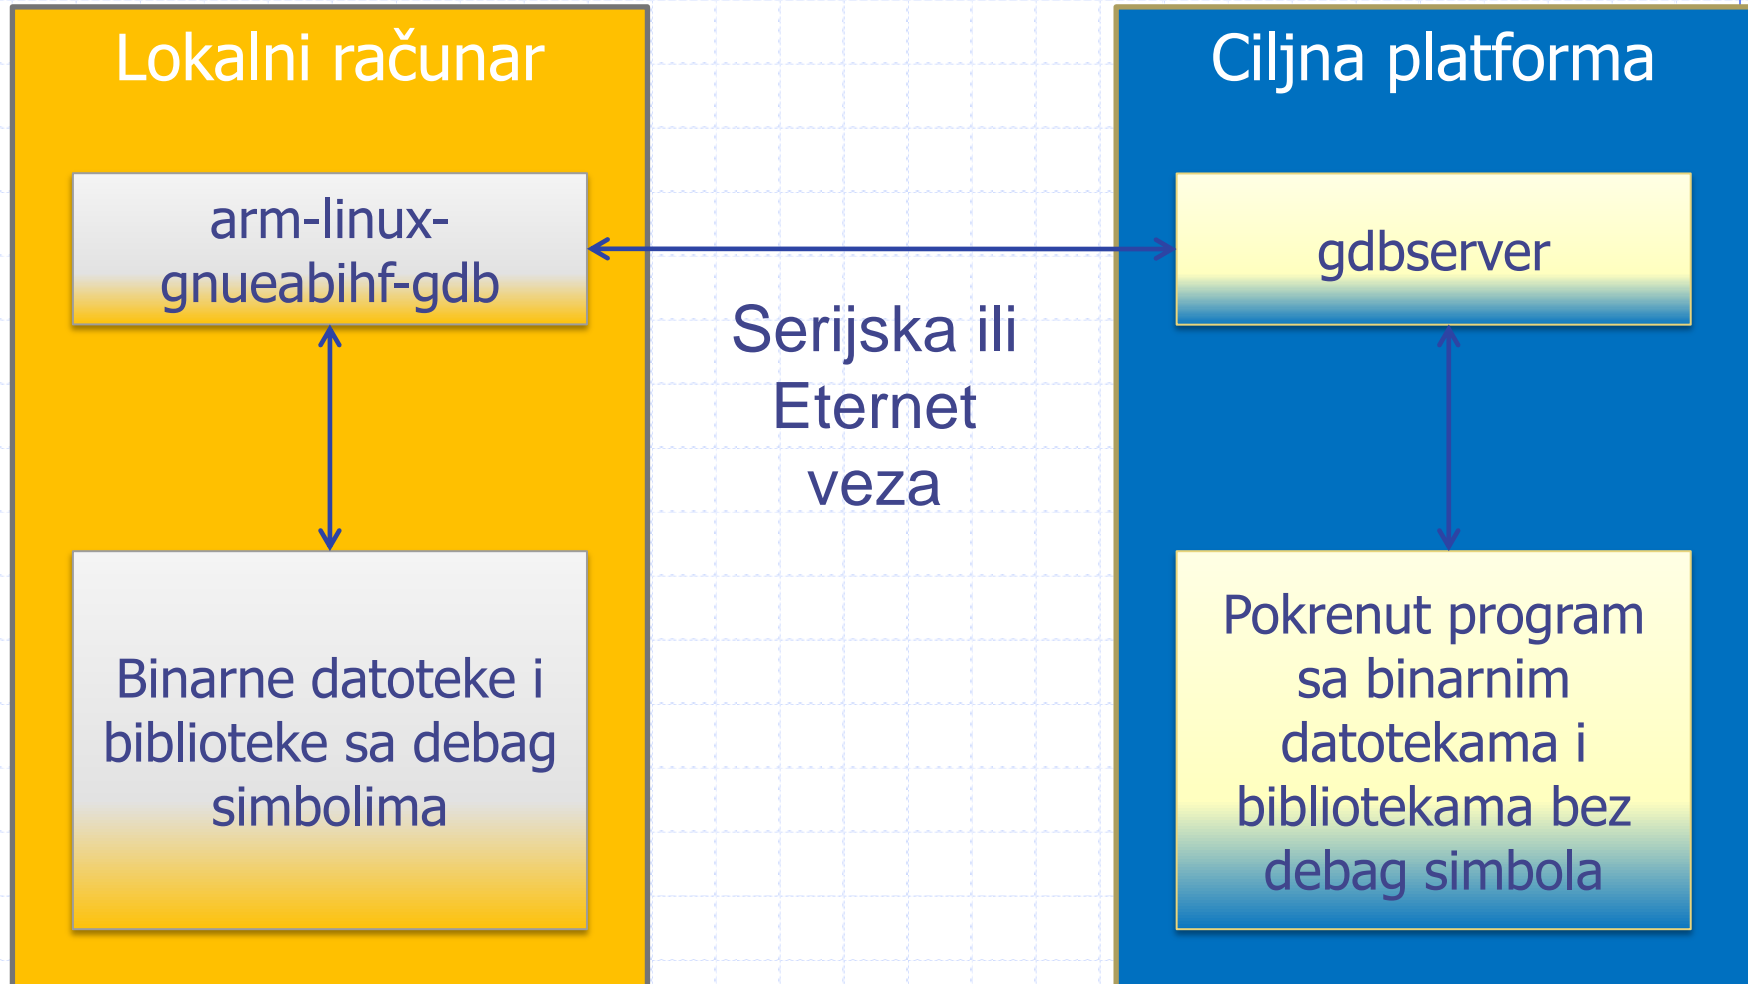 Lokalni računar
arm-linux-
gnueabihf-gdb
Binarne datoteke i
biblioteke sa debag
simbolima
Serijska ili
Eternet
veza
Ciljna platforma
gdbserver
Pokrenut program
sa binarnim
datotekama i
bibliotekama bez
debag simbola